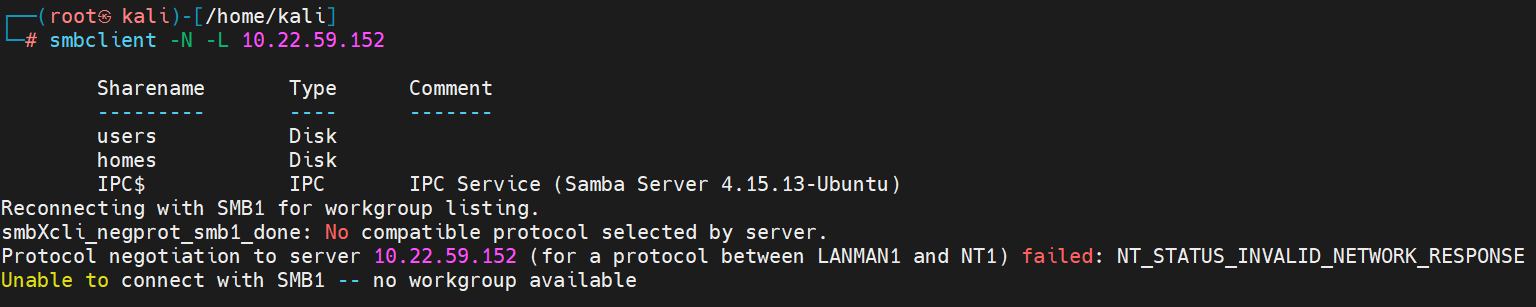 ┌──(root㉿ kali)-[/home/kali]
└─# smbclient -N -L 10.22.59.152
Sharename Type Comment
--------- ---- -------
users Disk
homes Disk
IPC$ IPC IPC Service (Samba Server 4.15.13-Ubuntu)
Reconnecting with SMB1 for workgroup listing.
smbXcli_negprot_smb1_done: No compatible protocol selected by server.
Protocol negotiation to server 10.22.59.152 (for a protocol between LANMAN1 and NT1) failed: NT_STATUS_INVALID_NETWORK_RESPONSE
Unable to connect with SMB1 -- no workgroup available